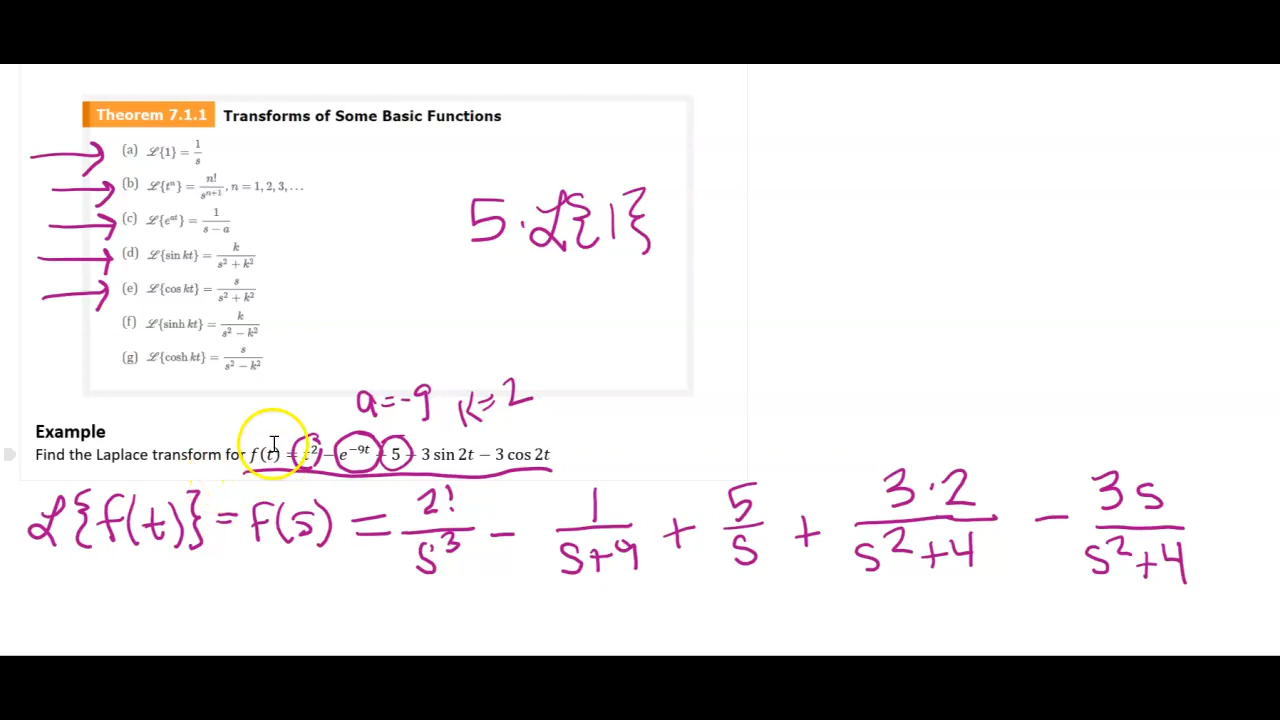 Theorem 7.1.1 Transforms of Some Basic Functions
(a) ℒ{1} = 1/s
(b) ℒ{tⁿ} = n!/sⁿ⁺¹, n = 1, 2, 3, …
(c) ℒ{eᵃᵗ} = 1/(s − a)
(d) ℒ{sin kt} = k/(s² + k²)
(e) ℒ{cos kt} = s/(s² + k²)
(f) ℒ{sinh kt} = k/(s² − k²)
(g) ℒ{cosh kt} = s/(s² − k²)
5 · ℒ{1}
a = -9 K = 2
Example
3
Find the Laplace transform for f(t) = t² − e⁻⁹ᵗ + 5 + 3 sin 2t − 3 cos 2t
ℒ{f(t)} = F(s) = 2!/s³ − 1/(s+9) + 5/s + 3·2/(s²+4) − 3s/(s²+4)